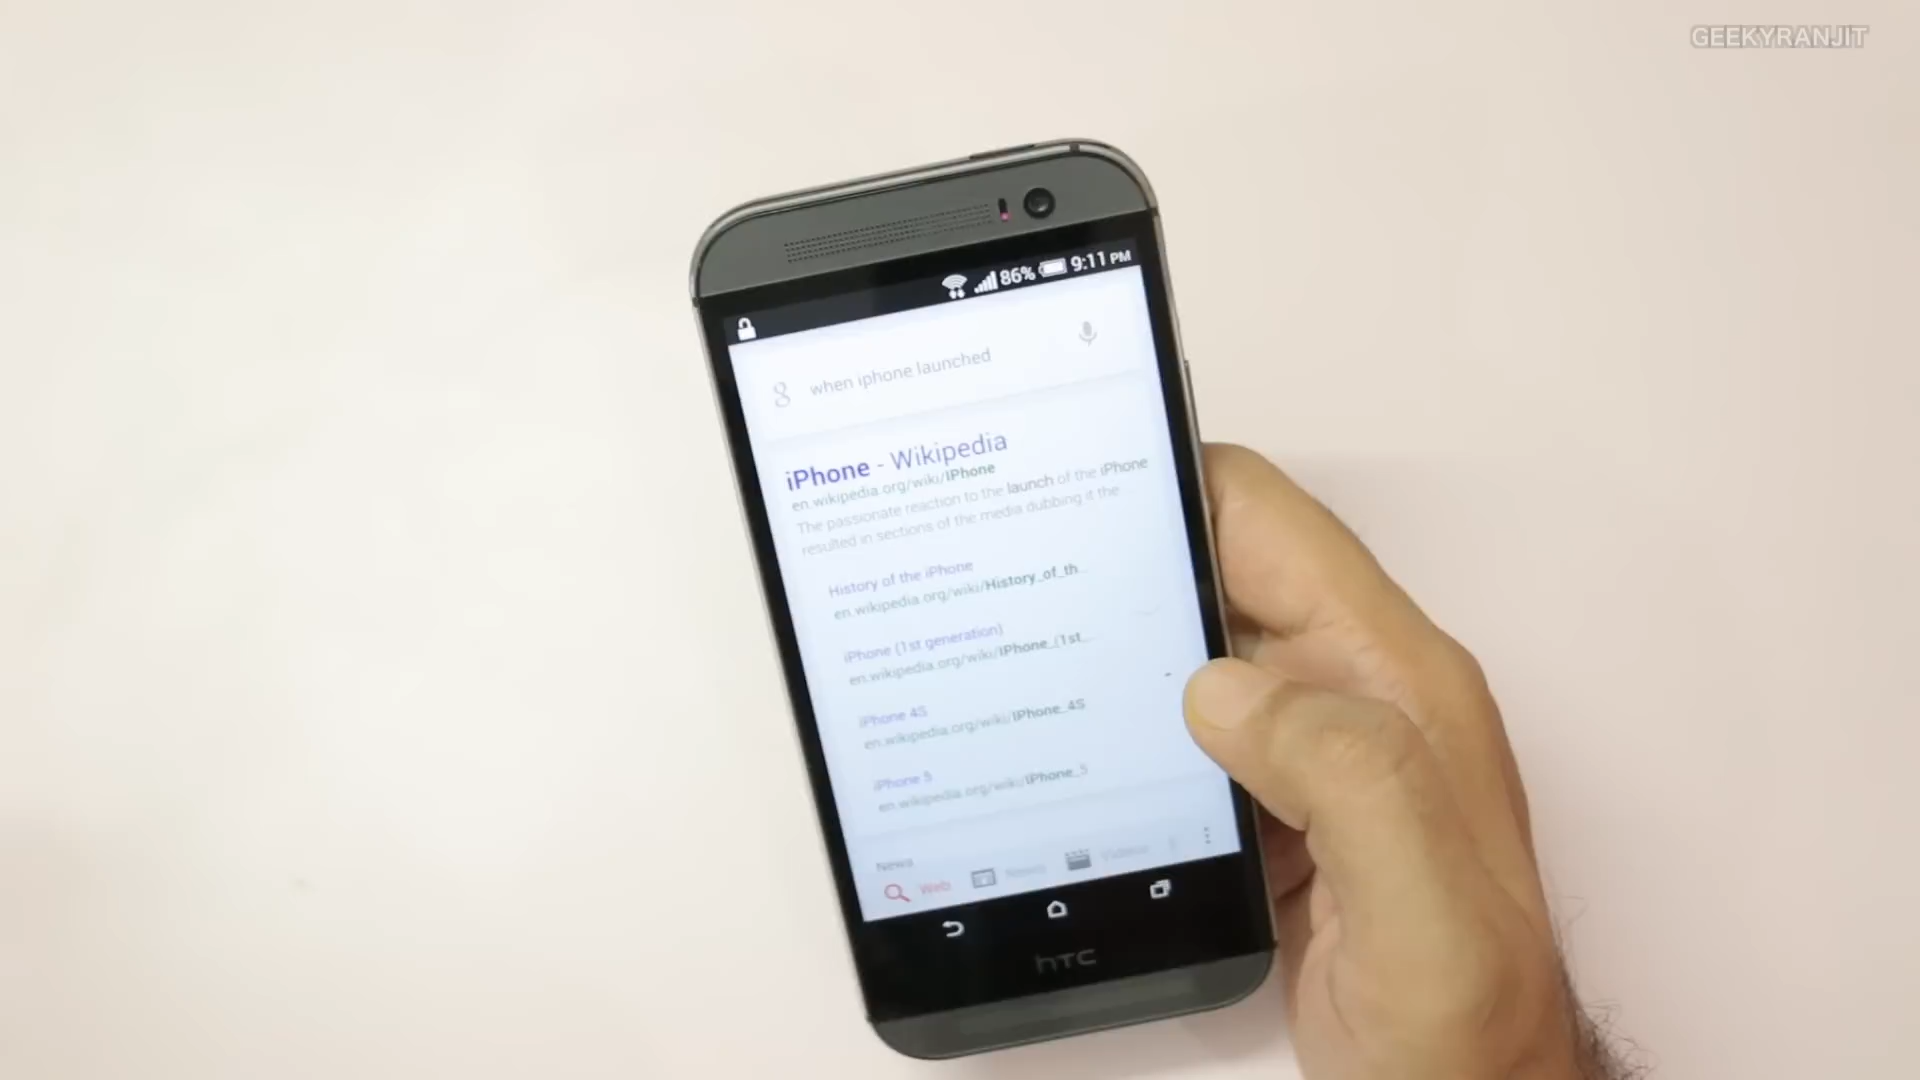 GEEKYRANJIT
86% 9:11 PM
when iphone launched
iPhone - Wikipedia
en.wikipedia.org/wiki/IPhone
The passionate reaction to the launch of the iPhone
resulted in sections of the media dubbing it the
History of the iPhone
en.wikipedia.org/wiki/History_of_th...
iPhone (1st generation)
en.wikipedia.org/wiki/IPhone_(1st...
iPhone 4S
en.wikipedia.org/wiki/IPhone_4S
iPhone 5
en.wikipedia.org/wiki/IPhone_5
News
Web News Videos
hTC